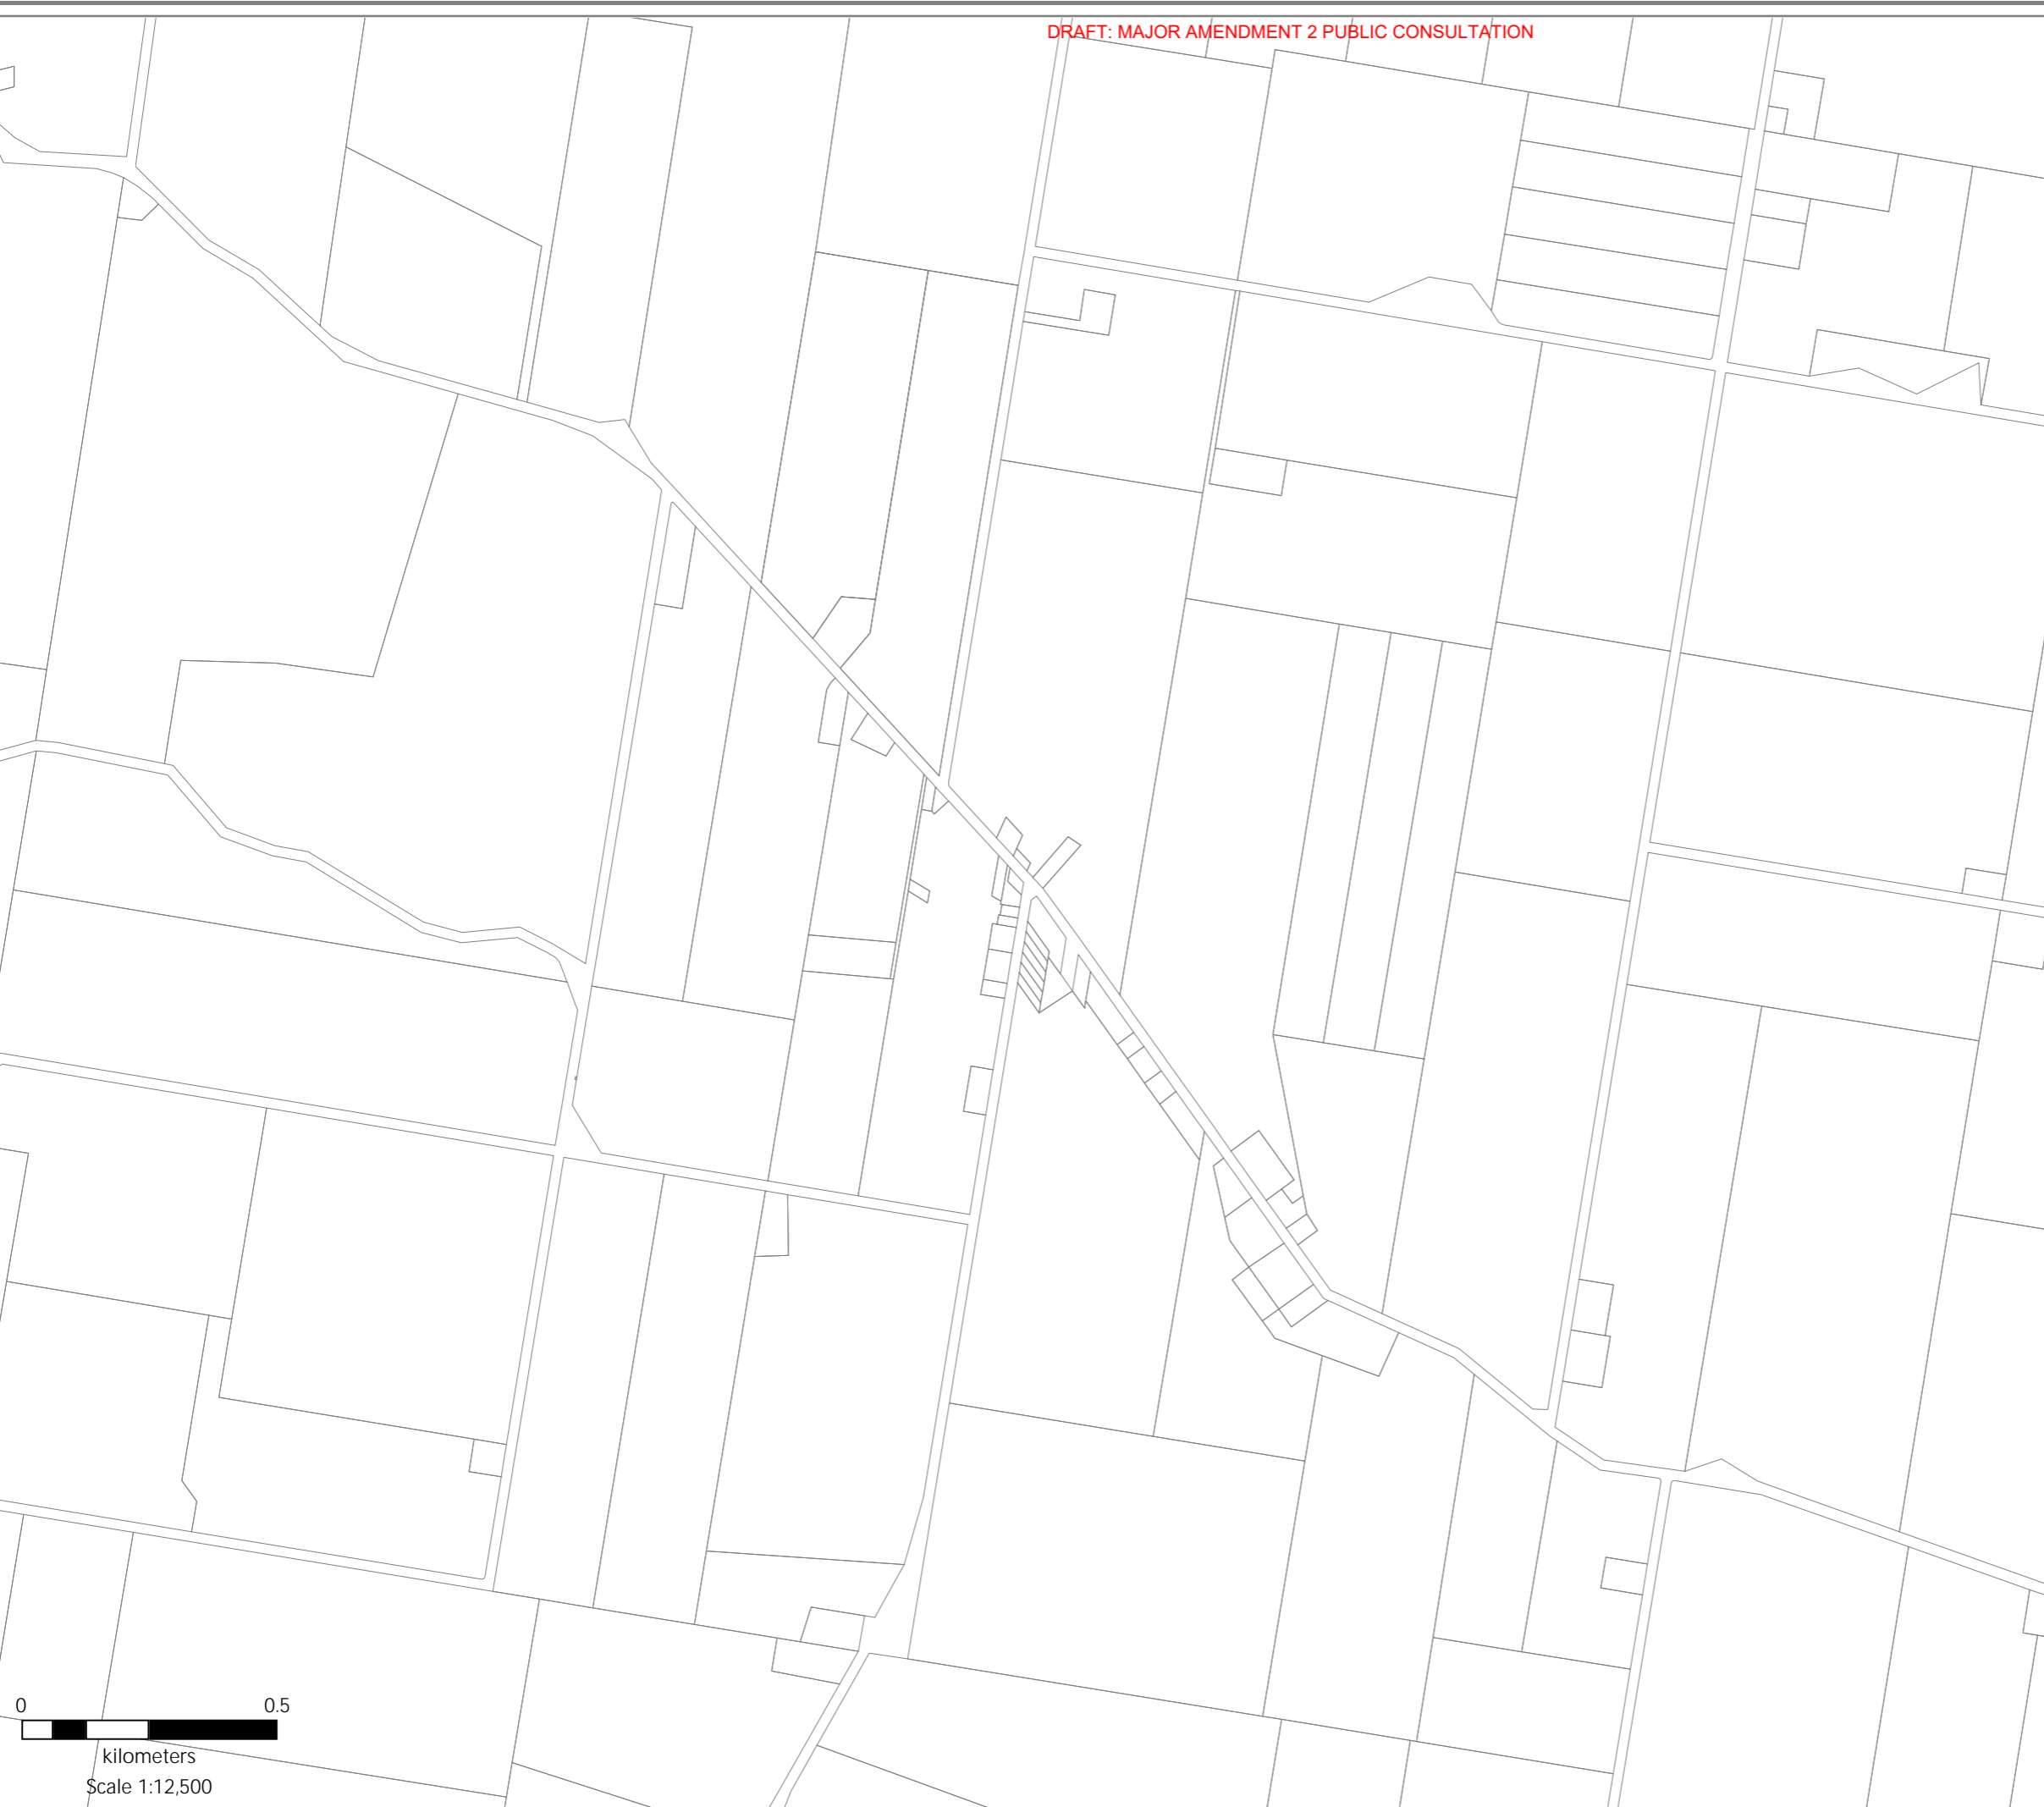 DRAFT: MAJOR AMENDMENT 2 PUBLIC CONSULTATION
0 0.5
kilometers
Scale 1:12,500